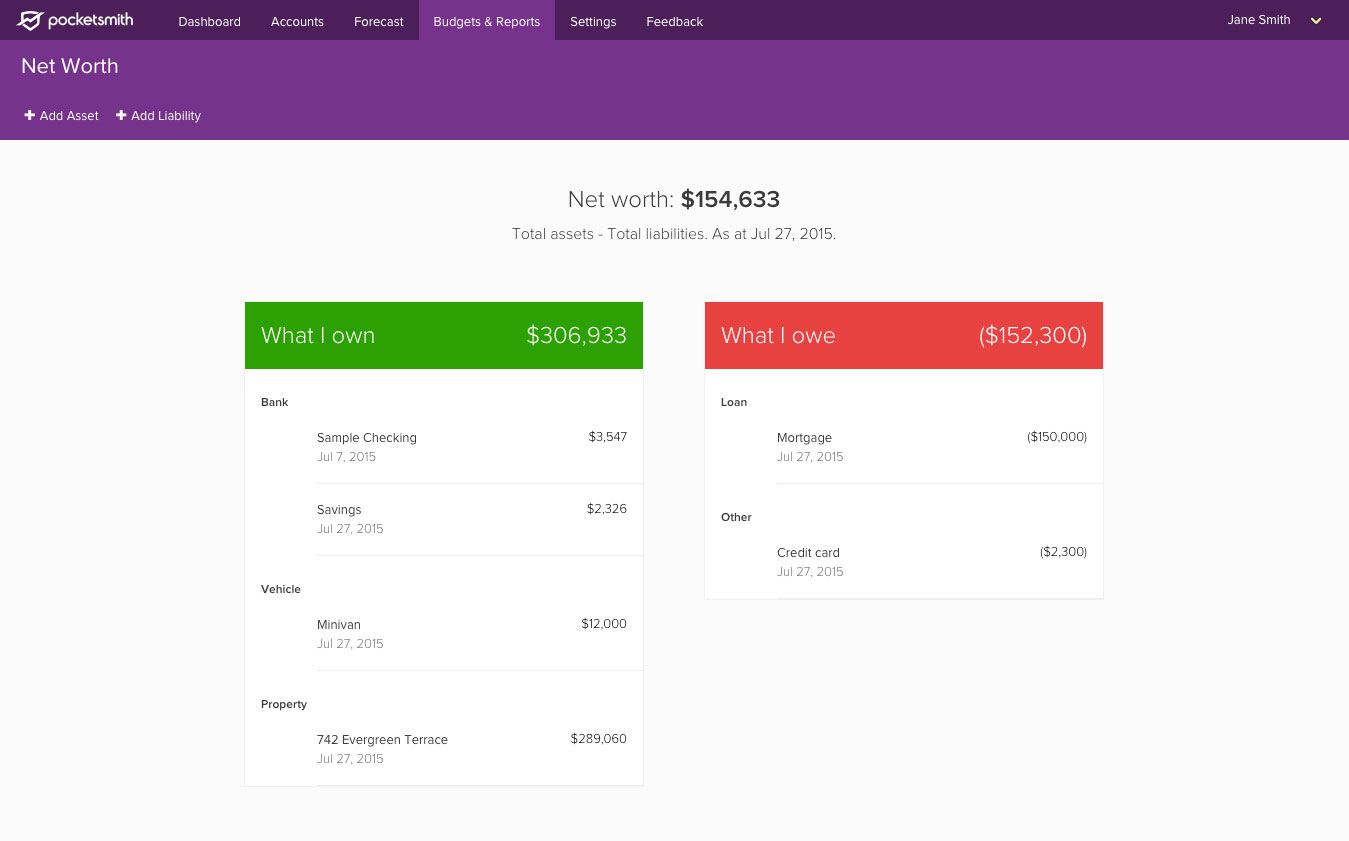 pocketsmith Dashboard Accounts Forecast Budgets & Reports Settings Feedback Jane Smith
Net Worth
Add Asset Add Liability
Net worth: $154,633
Total assets - Total liabilities. As at Jul 27, 2015.
What I own $306,933
Bank
Sample Checking $3,547
Jul 7, 2015
Savings $2,326
Jul 27, 2015
Vehicle
Minivan $12,000
Jul 27, 2015
Property
742 Evergreen Terrace $289,060
Jul 27, 2015
What I owe ($152,300)
Loan
Mortgage ($150,000)
Jul 27, 2015
Other
Credit card ($2,300)
Jul 27, 2015